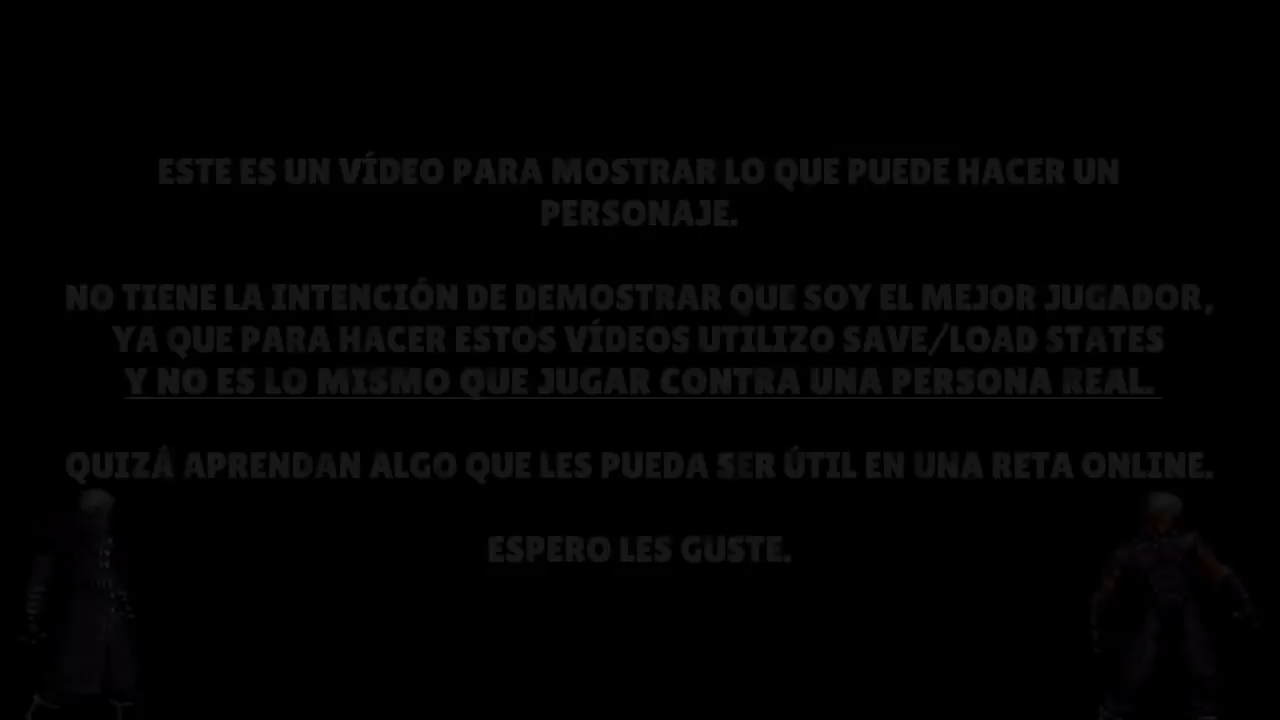 ESTE ES UN VÍDEO PARA MOSTRAR LO QUE PUEDE HACER UN
PERSONAJE.
NO TIENE LA INTENCIÓN DE DEMOSTRAR QUE SOY EL MEJOR JUGADOR,
YA QUE PARA HACER ESTOS VÍDEOS UTILIZO SAVE/LOAD STATES
Y NO ES LO MISMO QUE JUGAR CONTRA UNA PERSONA REAL.
QUIZÁ APRENDAN ALGO QUE LES PUEDA SER ÚTIL EN UNA RETA ONLINE.
ESPERO LES GUSTE.